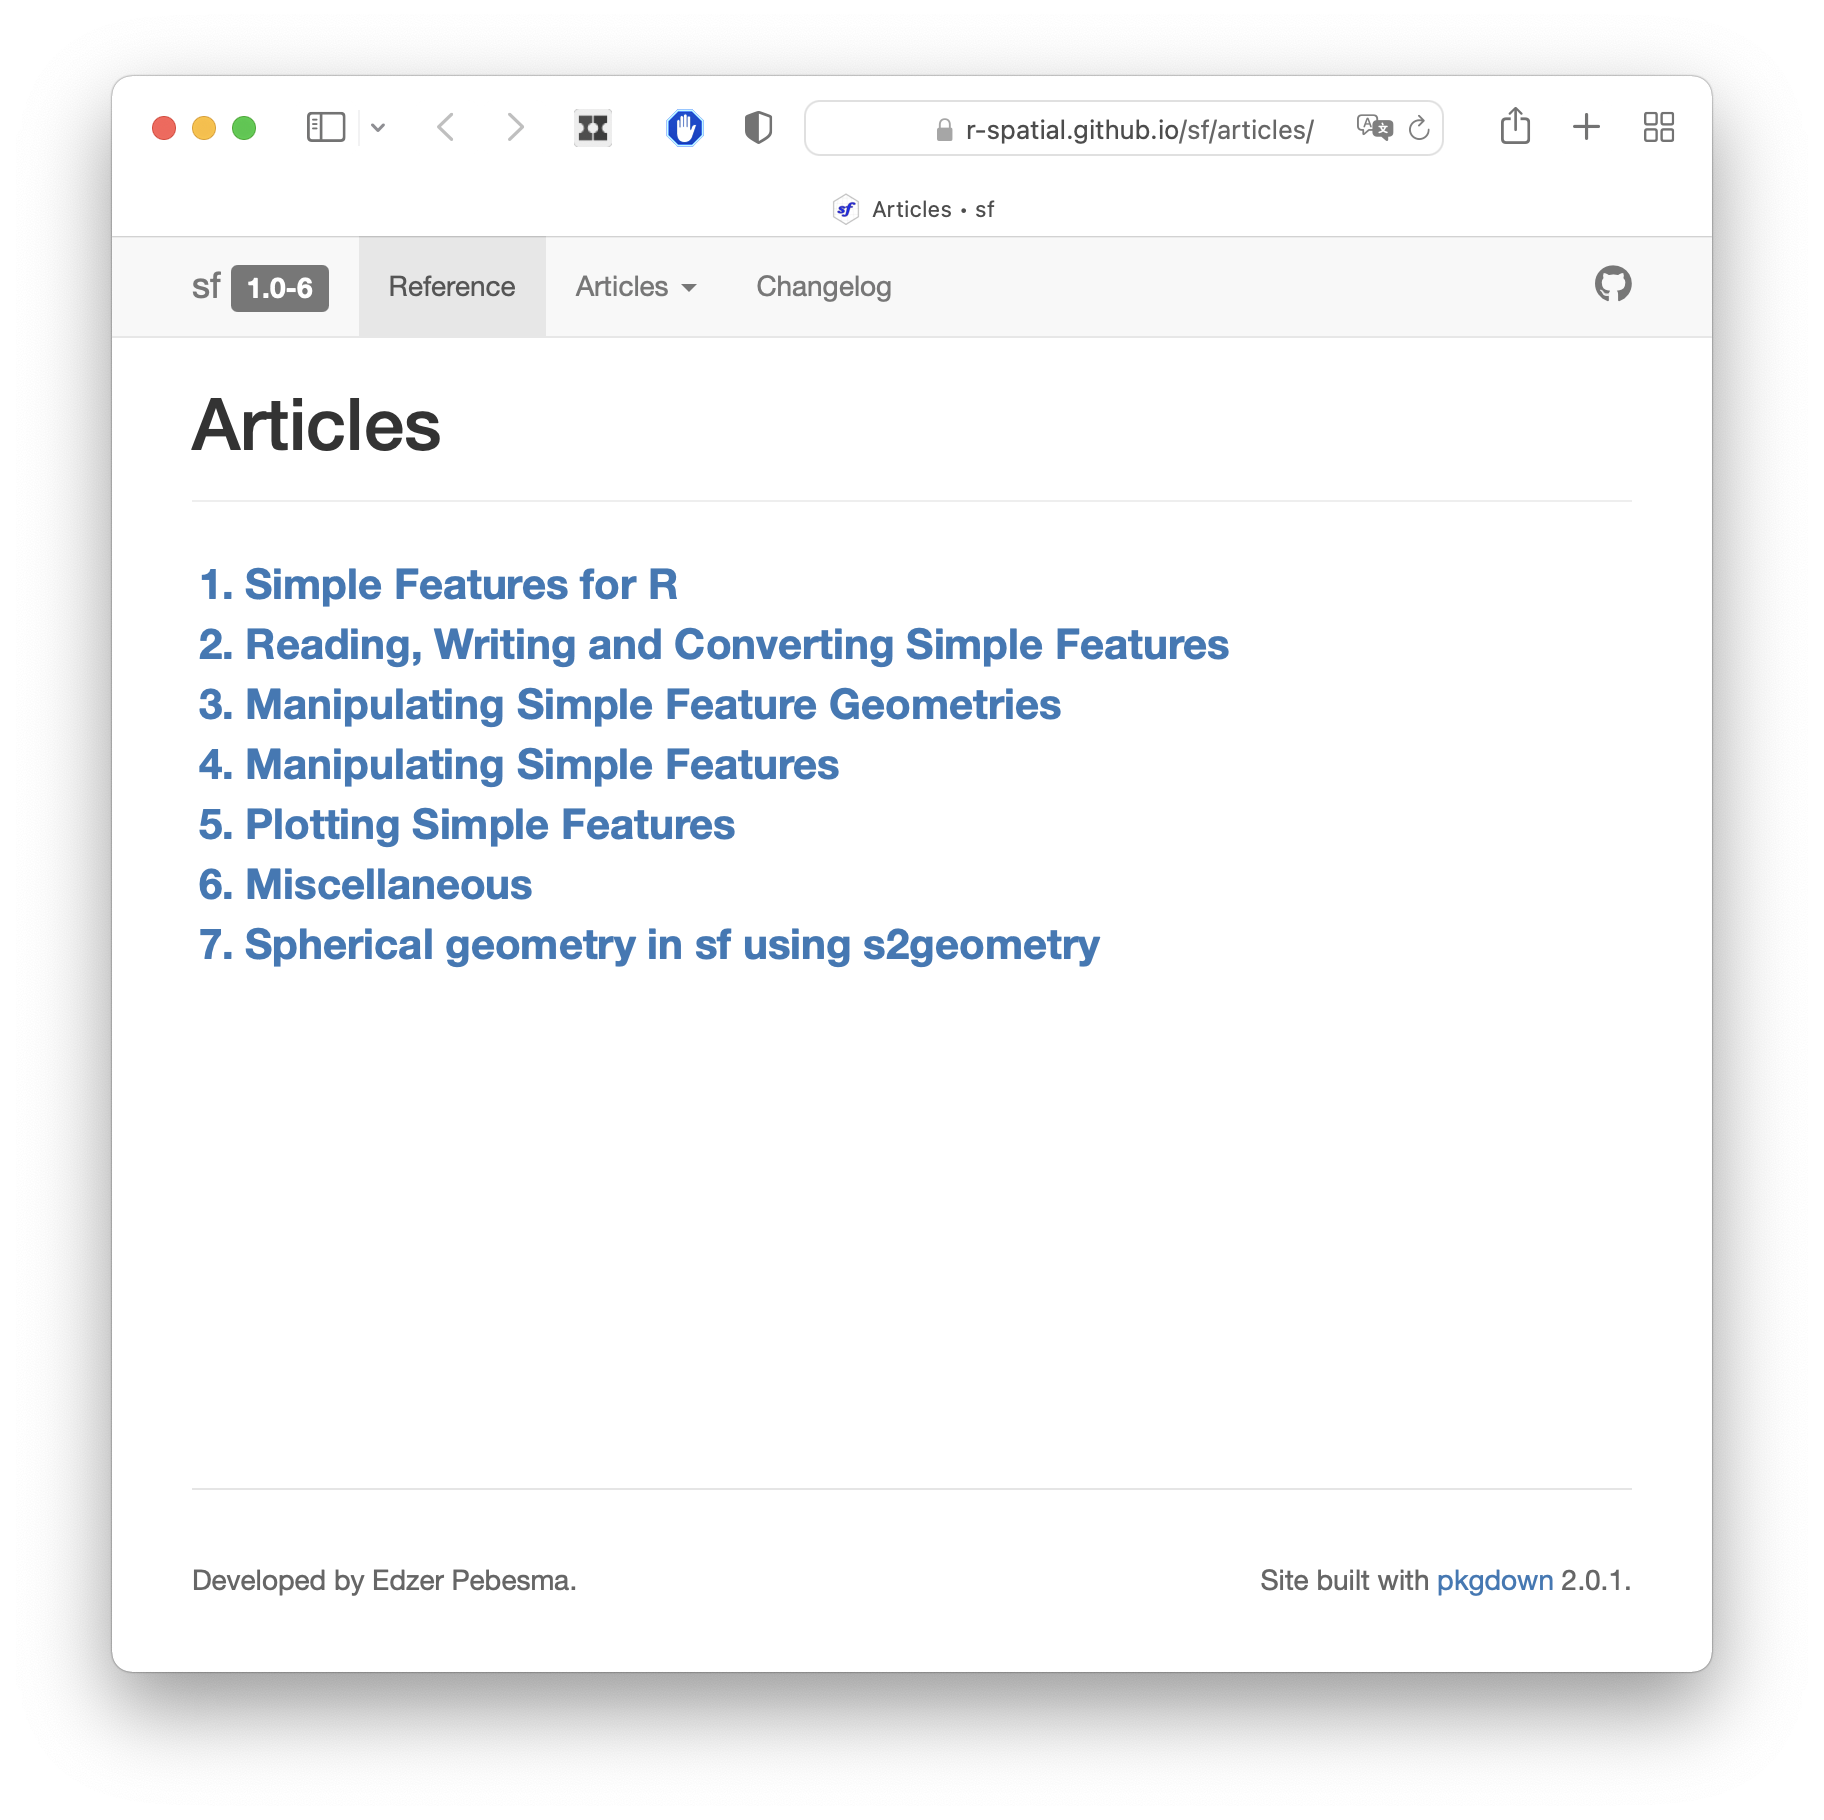 r-spatial.github.io/sf/articles/
sf Articles • sf
sf 1.0-6 Reference Articles Changelog
Articles
1. Simple Features for R
2. Reading, Writing and Converting Simple Features
3. Manipulating Simple Feature Geometries
4. Manipulating Simple Features
5. Plotting Simple Features
6. Miscellaneous
7. Spherical geometry in sf using s2geometry
Developed by Edzer Pebesma. Site built with pkgdown 2.0.1.